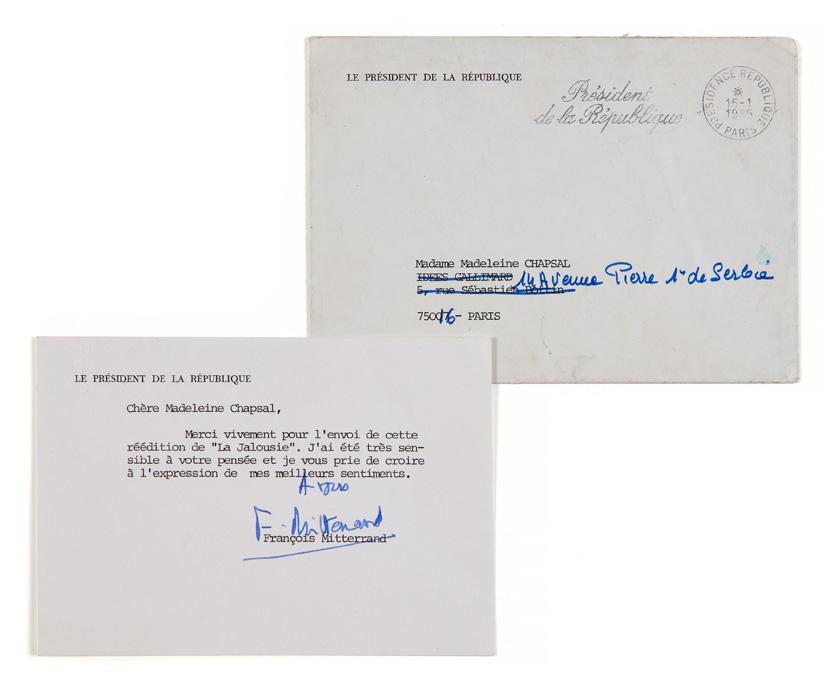 LE PRÉSIDENT DE LA RÉPUBLIQUE
Président
de la République
PRÉSIDENCE RÉPUBLIQUE
15-1
PARIS
Madame Madeleine CHAPSAL
IDEES GALLIMARD 14 Avenue Pierre 1er de Serbie
5, rue Sébastien Bottin
75016- PARIS
LE PRÉSIDENT DE LA RÉPUBLIQUE
Chère Madeleine Chapsal,
Merci vivement pour l'envoi de cette
réédition de "La Jalousie". J'ai été très sen-
sible à votre pensée et je vous prie de croire
à l'expression de mes meilleurs sentiments.
A vous
F. Mitterrand
François Mitterrand